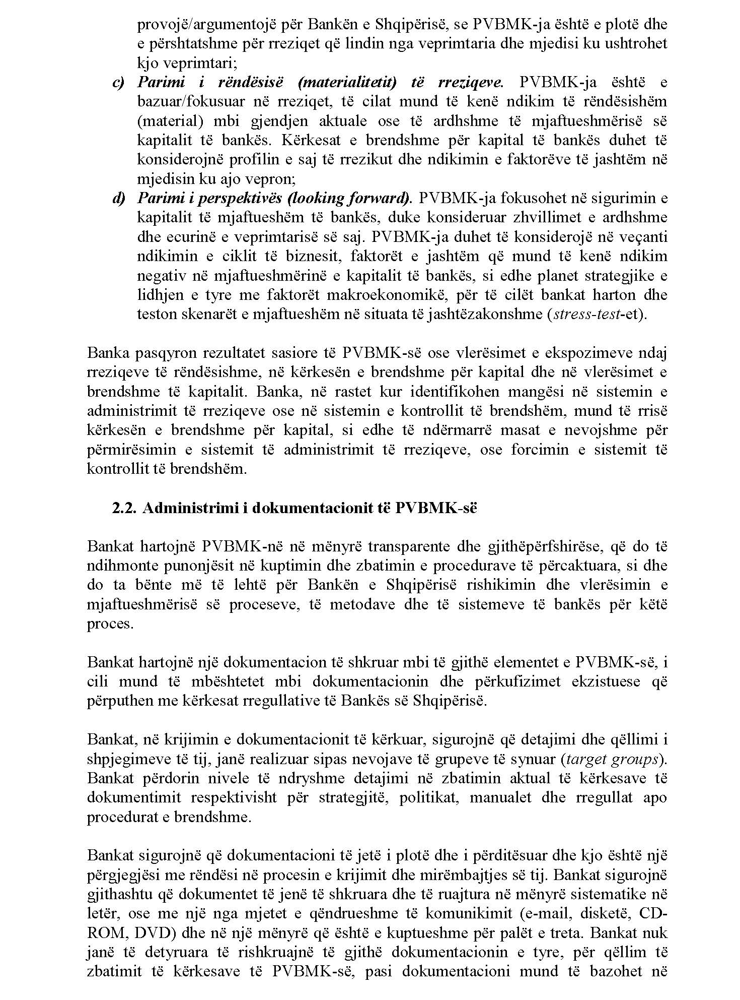 provojë/argumentojë për Bankën e Shqipërisë, se PVBMK-ja është e plotë dhe
e përshtatshme për rreziqet që lindin nga veprimtaria dhe mjedisi ku ushtrohet
kjo veprimtari;
c) Parimi i rëndësisë (materialitetit) të rreziqeve. PVBMK-ja është e
bazuar/fokusuar në rreziqet, të cilat mund të kenë ndikim të rëndësishëm
(material) mbi gjendjen aktuale ose të ardhshme të mjaftueshmërisë së
kapitalit të bankës. Kërkesat e brendshme për kapital të bankës duhet të
konsiderojnë profilin e saj të rrezikut dhe ndikimin e faktorëve të jashtëm në
mjedisin ku ajo vepron;
d) Parimi i perspektivës (looking forward). PVBMK-ja fokusohet në sigurimin e
kapitalit të mjaftueshëm të bankës, duke konsideruar zhvillimet e ardhshme
dhe ecurinë e veprimtarisë së saj. PVBMK-ja duhet të konsiderojë në veçanti
ndikimin e ciklit të biznesit, faktorët e jashtëm që mund të kenë ndikim
negativ në mjaftueshmërinë e kapitalit të bankës, si edhe planet strategjike e
lidhjen e tyre me faktorët makroekonomikë, për të cilët bankat harton dhe
teston skenarët e mjaftueshëm në situata të jashtëzakonshme (stress-test-et).
Banka pasqyron rezultatet sasiore të PVBMK-së ose vlerësimet e ekspozimeve ndaj
rreziqeve të rëndësishme, në kërkesën e brendshme për kapital dhe në vlerësimet e
brendshme të kapitalit. Banka, në rastet kur identifikohen mangësi në sistemin e
administrimit të rreziqeve ose në sistemin e kontrollit të brendshëm, mund të rrisë
kërkesën e brendshme për kapital, si edhe të ndërmarrë masat e nevojshme për
përmirësimin e sistemit të administrimit të rreziqeve, ose forcimin e sistemit të
kontrollit të brendshëm.
2.2. Administrimi i dokumentacionit të PVBMK-së
Bankat hartojnë PVBMK-në në mënyrë transparente dhe gjithëpërfshirëse, që do të
ndihmonte punonjësit në kuptimin dhe zbatimin e procedurave të përcaktuara, si dhe
do ta bënte më të lehtë për Bankën e Shqipërisë rishikimin dhe vlerësimin e
mjaftueshmërisë së proceseve, të metodave dhe të sistemeve të bankës për këtë
proces.
Bankat hartojnë një dokumentacion të shkruar mbi të gjithë elementet e PVBMK-së, i
cili mund të mbështetet mbi dokumentacionin dhe përkufizimet ekzistuese që
përputhen me kërkesat rregullative të Bankës së Shqipërisë.
Bankat, në krijimin e dokumentacionit të kërkuar, sigurojnë që detajimi dhe qëllimi i
shpjegimeve të tij, janë realizuar sipas nevojave të grupeve të synuar (target groups).
Bankat përdorin nivele të ndryshme detajimi në zbatimin aktual të kërkesave të
dokumentimit respektivisht për strategjitë, politikat, manualet dhe rregullat apo
procedurat e brendshme.
Bankat sigurojnë që dokumentacioni të jetë i plotë dhe i përditësuar dhe kjo është një
përgjegjësi me rëndësi në procesin e krijimit dhe mirëmbajtjes së tij. Bankat sigurojnë
gjithashtu që dokumentet të jenë të shkruara dhe të ruajtura në mënyrë sistematike në
letër, ose me një nga mjetet e qëndrueshme të komunikimit (e-mail, disketë, CD-
ROM, DVD) dhe në një mënyrë që është e kuptueshme për palët e treta. Bankat nuk
janë të detyruara të rishkruajnë të gjithë dokumentacionin e tyre, për qëllim të
zbatimit të kërkesave të PVBMK-së, pasi dokumentacioni mund të bazohet në